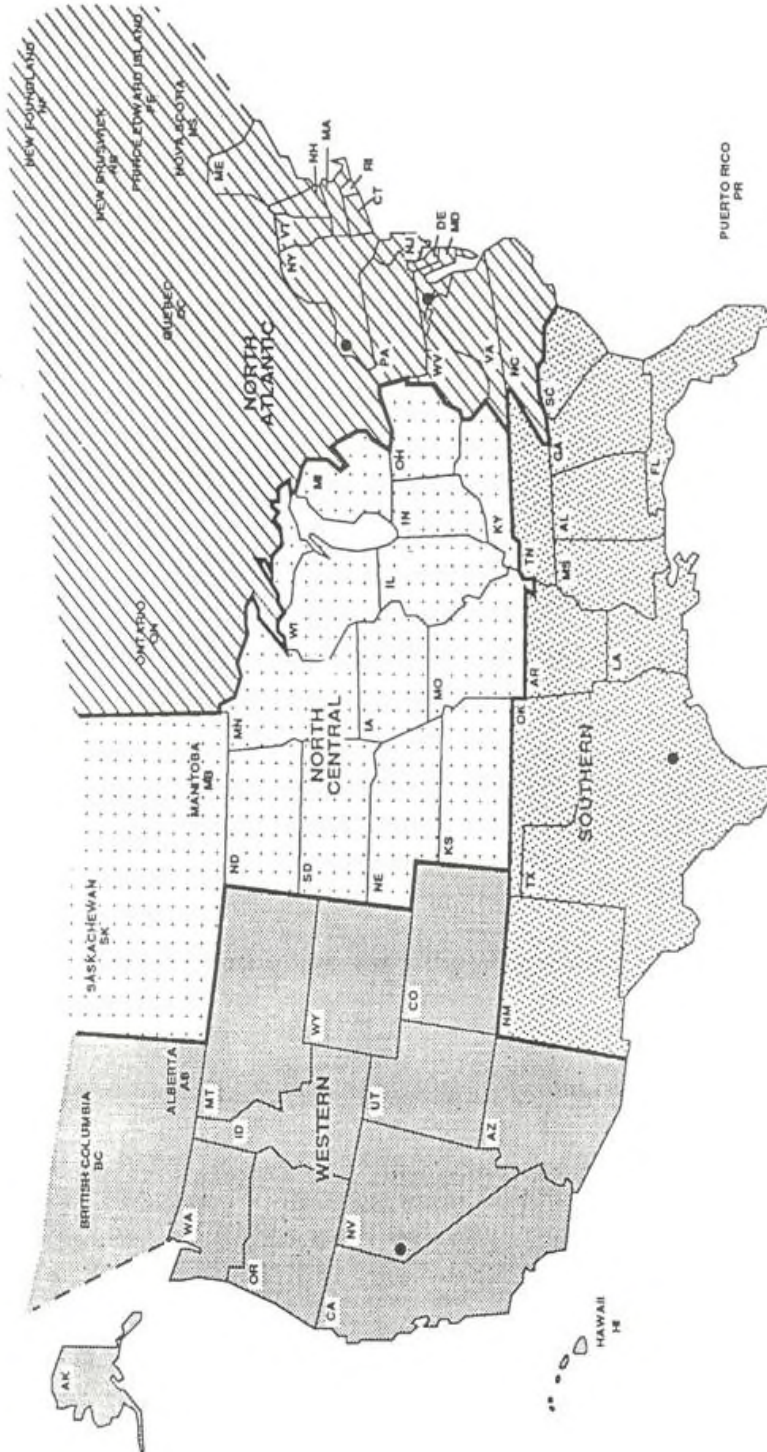 AK
BRITISH COLUMBIA
BC
ALBERTA
AB
SASKACHEWAN
SK
MANITOBA
MB
ONTARIO
ON
QUEBEC
QC
NEW FOUNDLAND
NF
NEW BRUSWICK
NB
PRINCE EDWARD ISLAND
PE
NOVA SCOTIA
NS
NORTH
ATLANTIC
WA
OR
CA
NV
ID
MT
WY
UT
CO
AZ
WESTERN
ND
SD
NE
KS
MN
IA
MO
WI
IL
MI
IN
OH
KY
NORTH
CENTRAL
NM
TX
OK
AR
LA
TN
MS
AL
GA
SC
FL
SOUTHERN
ME
VT
NH
MA
RI
CT
NY
NJ
PA
DE
MD
WV
VA
NC
HAWAII
HI
PUERTO RICO
PR